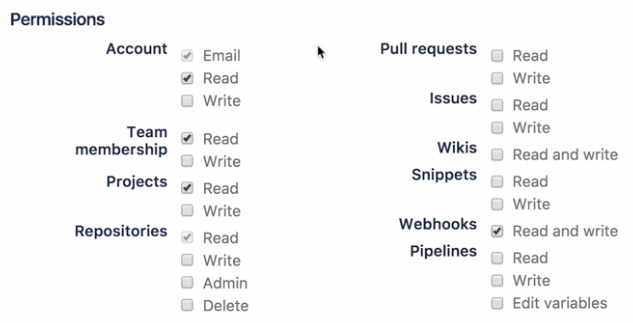 Permissions
Account
Email
Read
Write
Team
membership
Read
Write
Projects
Read
Write
Repositories
Read
Write
Admin
Delete
Pull requests
Read
Write
Issues
Read
Write
Wikis
Read and write
Snippets
Read
Write
Webhooks
Read and write
Pipelines
Read
Write
Edit variables